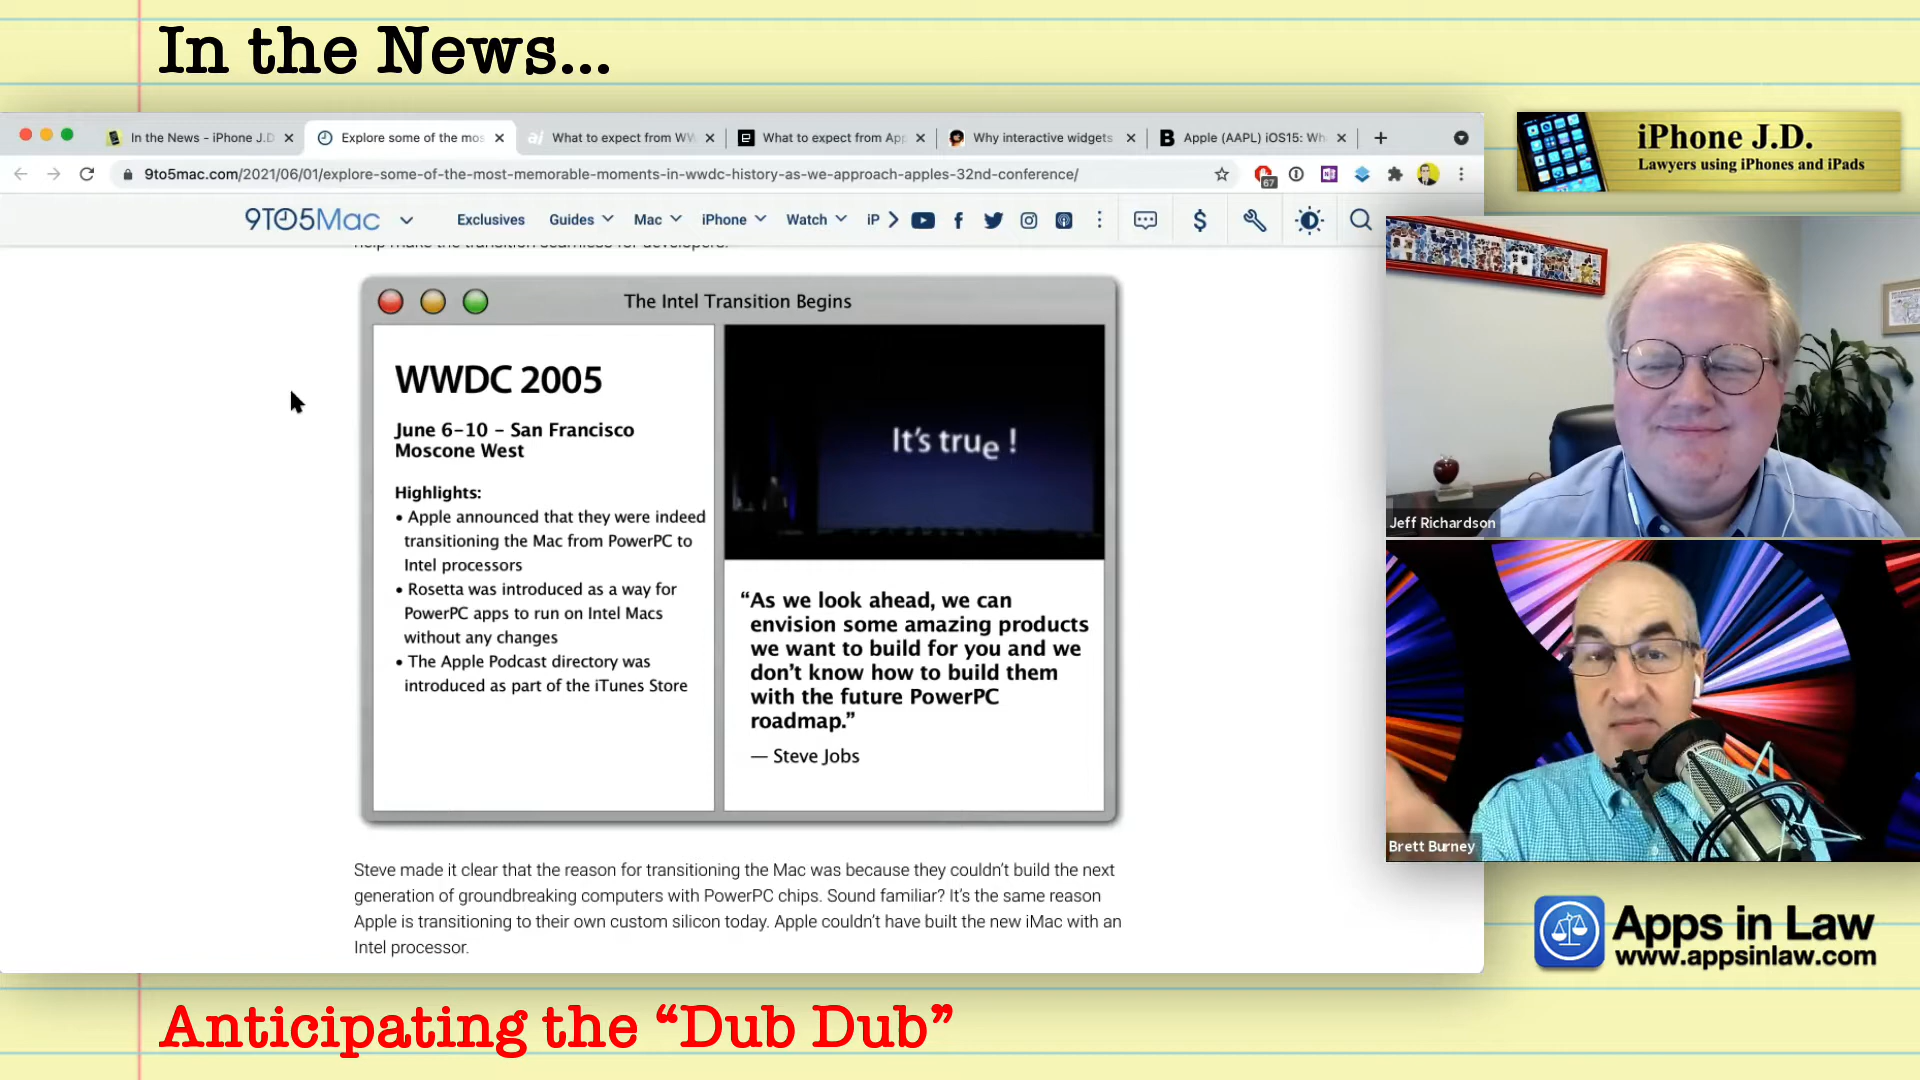 In the News...
In the News - iPhone J.D
Explore some of the mos
What to expect from WW
What to expect from App
Why interactive widgets
Apple (AAPL) iOS15: Wh
9to5mac.com/2021/06/01/explore-some-of-the-most-memorable-moments-in-wwdc-history-as-we-approach-apples-32nd-conference/
67
iPhone J.D.
Lawyers using iPhones and iPads
9TO5Mac
Exclusives
Guides
Mac
iPhone
Watch
iP
help make the transition seamless for developers.
The Intel Transition Begins
WWDC 2005
June 6-10 - San Francisco
Moscone West
Highlights:
• Apple announced that they were indeed
transitioning the Mac from PowerPC to
Intel processors
• Rosetta was introduced as a way for
PowerPC apps to run on Intel Macs
without any changes
• The Apple Podcast directory was
introduced as part of the iTunes Store
It's true !
“As we look ahead, we can
envision some amazing products
we want to build for you and we
don't know how to build them
with the future PowerPC
roadmap.”
— Steve Jobs
Steve made it clear that the reason for transitioning the Mac was because they couldn't build the next
generation of groundbreaking computers with PowerPC chips. Sound familiar? It's the same reason
Apple is transitioning to their own custom silicon today. Apple couldn't have built the new iMac with an
Intel processor.
Jeff Richardson
Brett Burney
Apps in Law
www.appsinlaw.com
Anticipating the “Dub Dub”